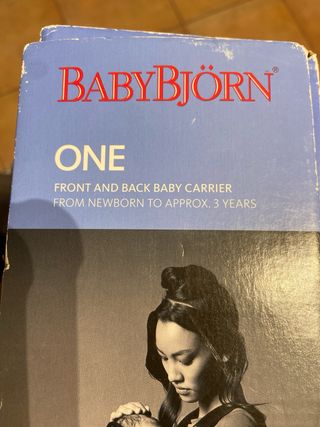 BABYBJÖRN®
ONE
FRONT AND BACK BABY CARRIER
FROM NEWBORN TO APPROX. 3 YEARS